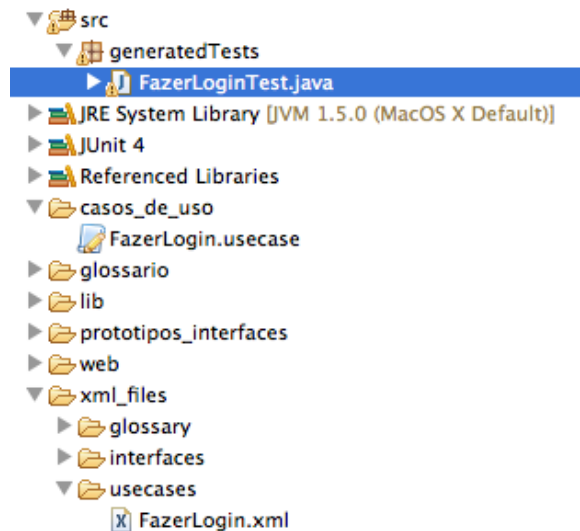 src
generatedTests
FazerLoginTest.java
JRE System Library [JVM 1.5.0 (MacOS X Default)]
JUnit 4
Referenced Libraries
casos_de_uso
FazerLogin.usecase
glossario
lib
prototipos_interfaces
web
xml_files
glossary
interfaces
usecases
FazerLogin.xml